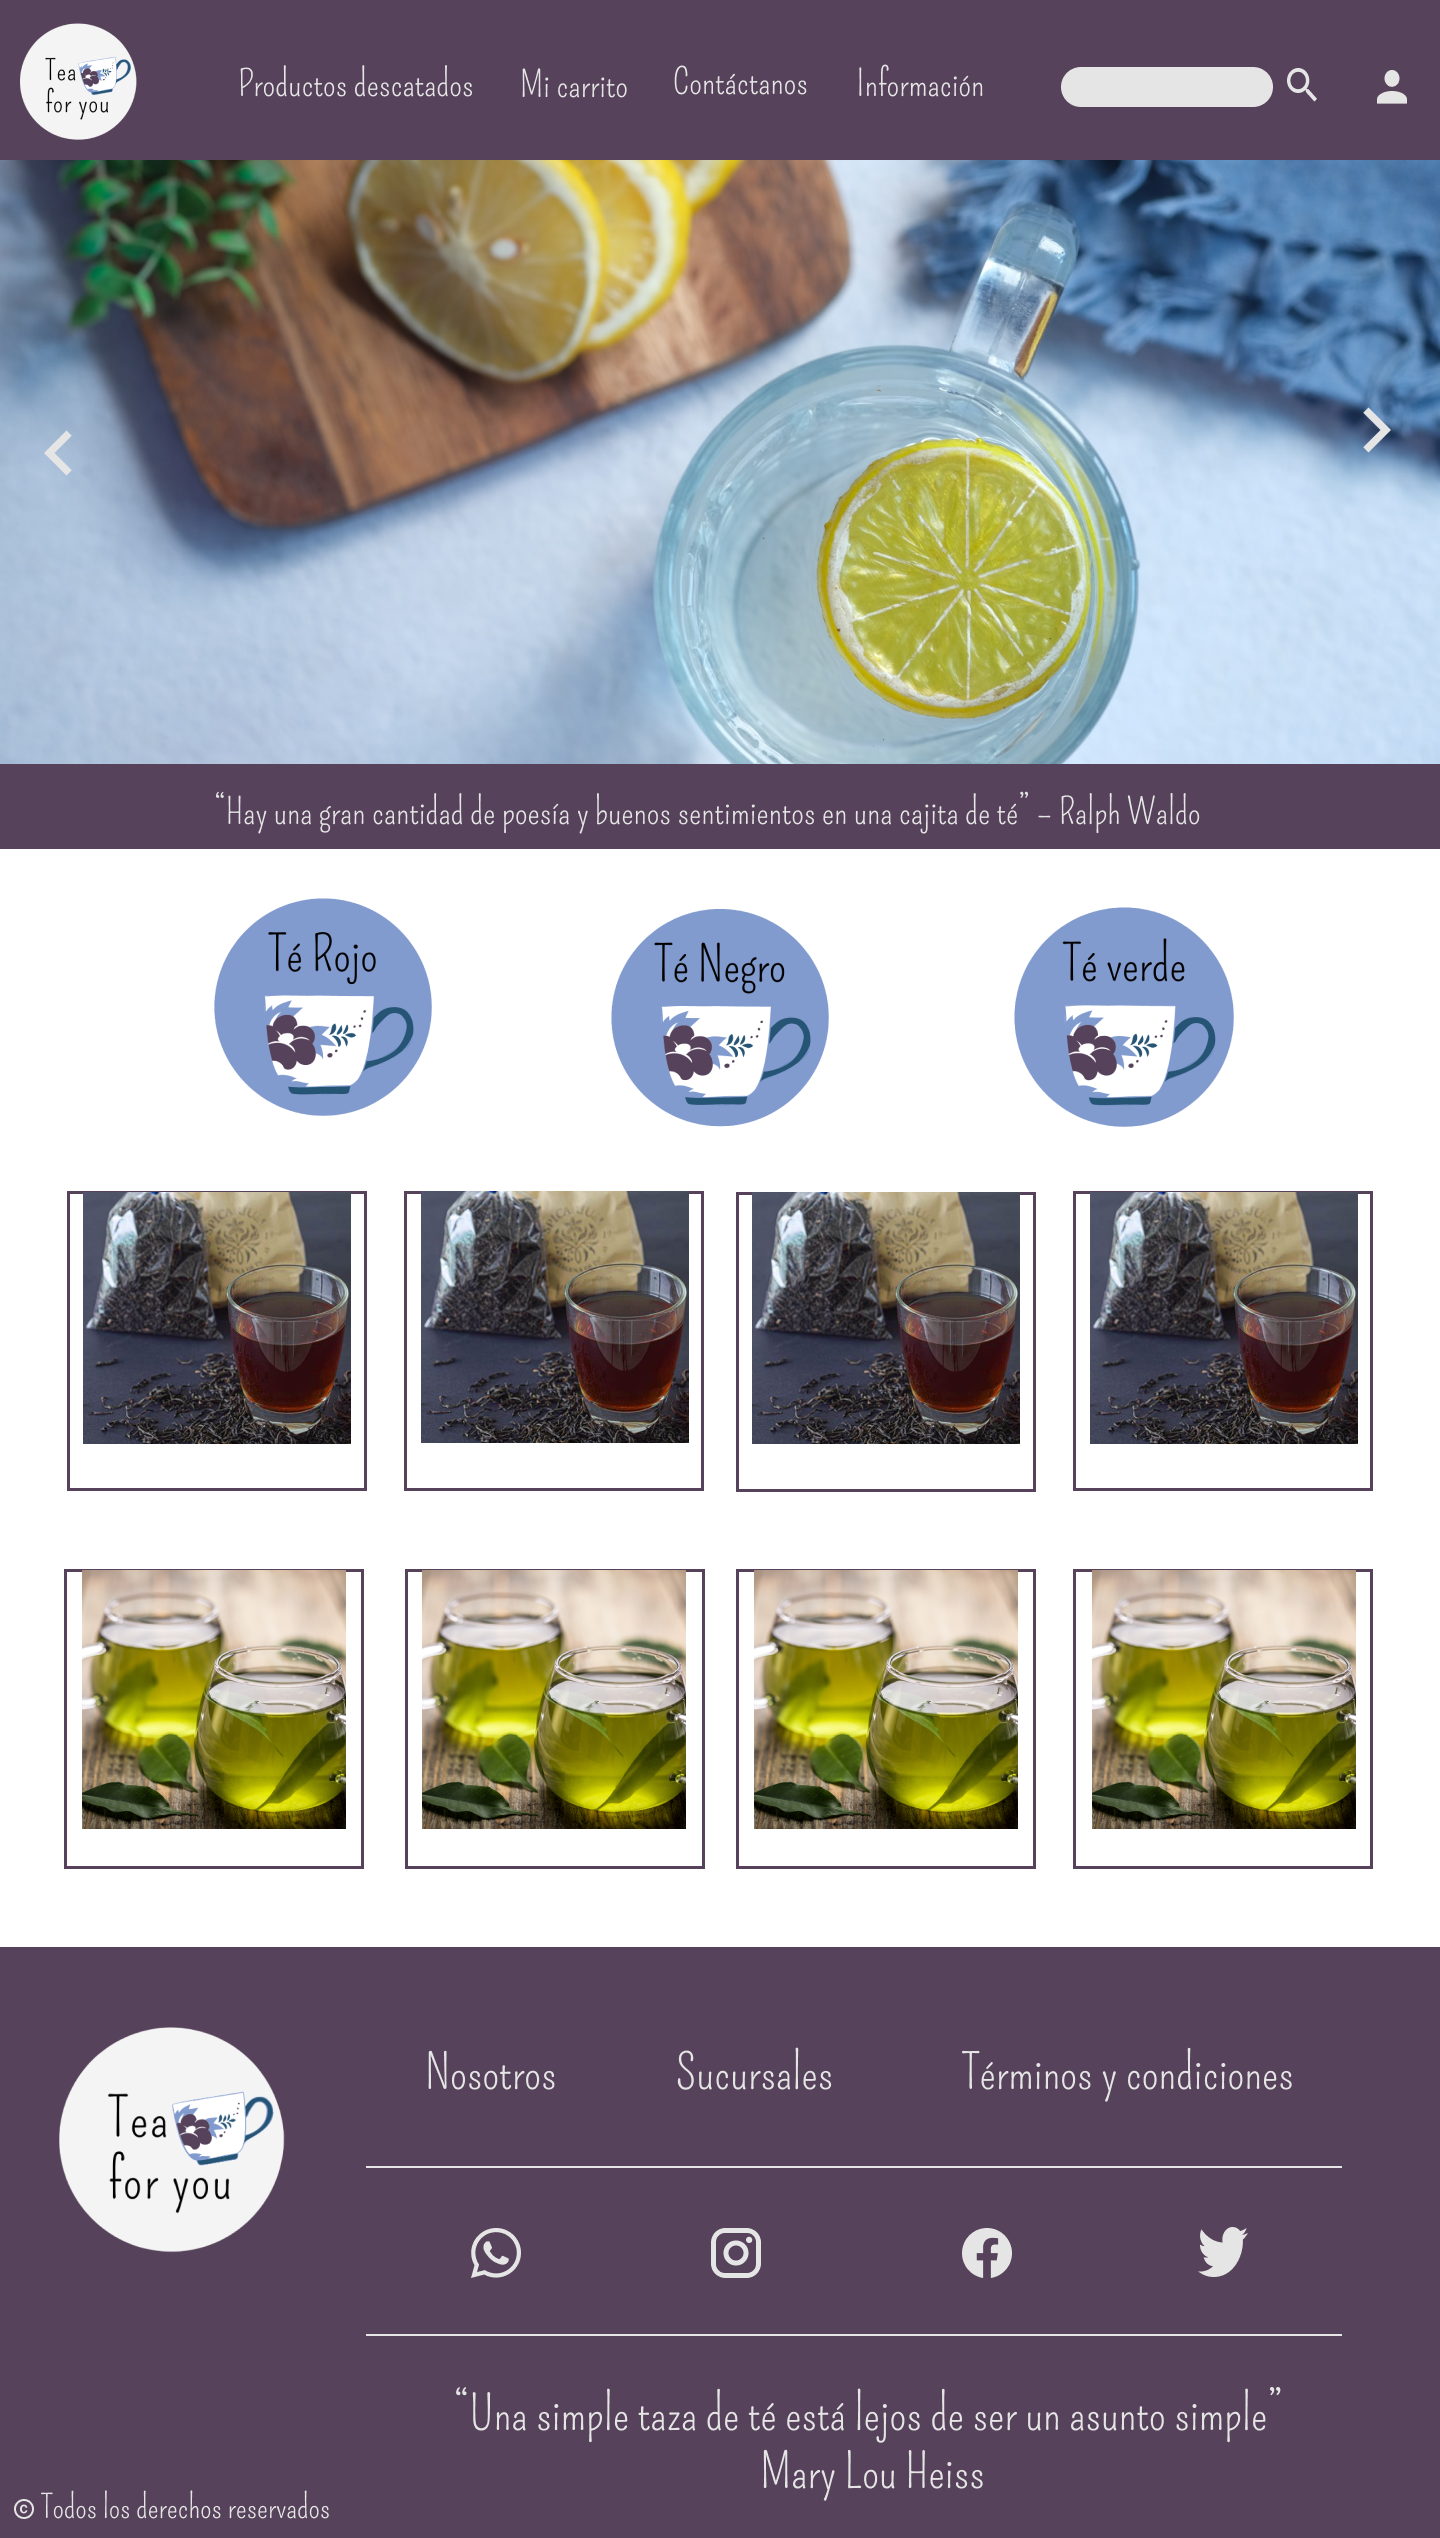 Tea
for you
Productos descatados
Mi carrito
Contáctanos
Información
“Hay una gran cantidad de poesía y buenos sentimientos en una cajita de té” – Ralph Waldo
Té Rojo
Té Negro
Té verde
Tea
for you
Nosotros
Sucursales
Términos y condiciones
“Una simple taza de té está lejos de ser un asunto simple”
Mary Lou Heiss
© Todos los derechos reservados